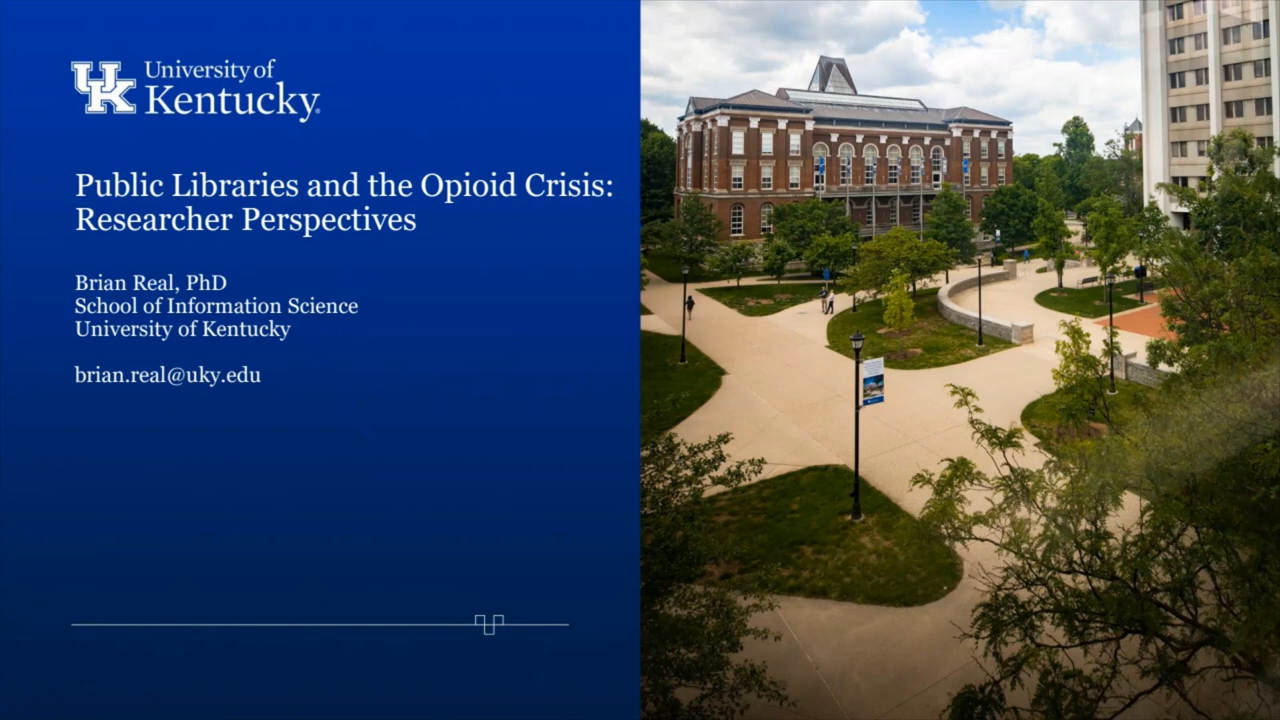 UK
University of
Kentucky®
Public Libraries and the Opioid Crisis:
Researcher Perspectives
Brian Real, PhD
School of Information Science
University of Kentucky
brian.real@uky.edu